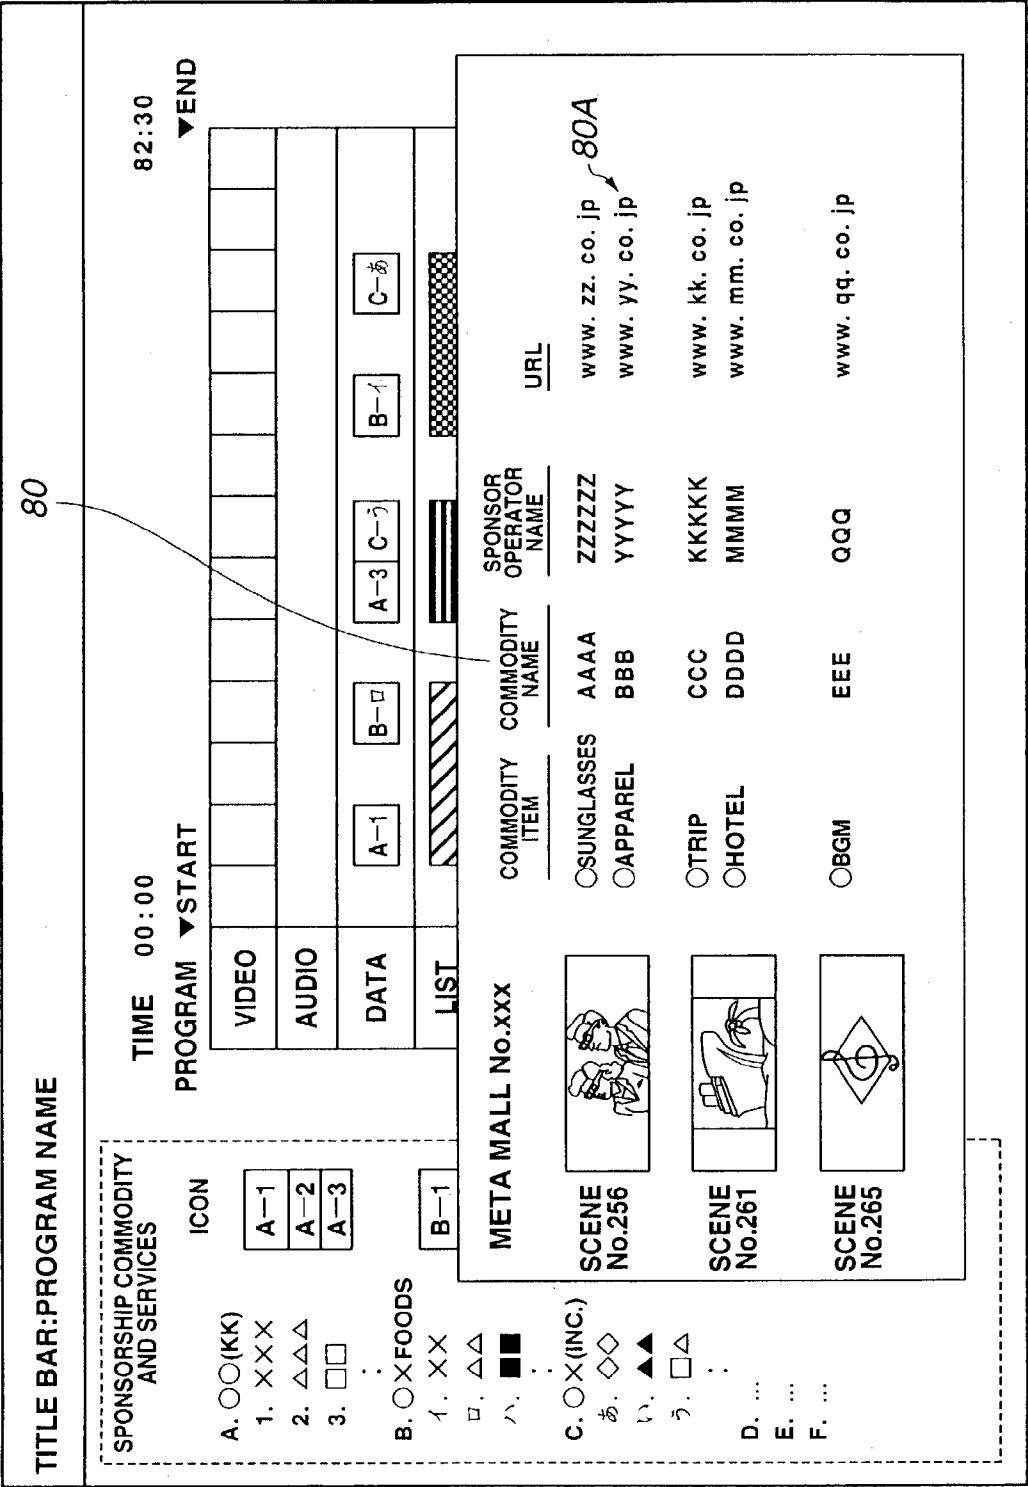 80
TITLE BAR:PROGRAM NAME
SPONSORSHIP COMMODITY
AND SERVICES
ICON
A. ○○(KK)
1. ×××
A—1
2. △△△
A—2
3. □□
A—3
:
B. ○×FOODS
イ. ××
B—1
ロ. △△
ハ. ■■
:
C. ○×(INC.)
あ. ◇◇
い. ▲▲
う. □△
:
D. ...
E. ...
F. ...
TIME 00:00
82:30
PROGRAM ▼START
▼END
VIDEO
AUDIO
DATA
A—1
B—ロ
A—3
C—う
B—イ
C—あ
LIST
META MALL No.XXX
COMMODITY
ITEM
COMMODITY
NAME
SPONSOR
OPERATOR
NAME
URL
80A
SCENE
No.256
○SUNGLASSES AAAA ZZZZZZ www. zz. co. jp
○APPAREL BBB YYYYY www. yy. co. jp
SCENE
No.261
○TRIP CCC KKKKK www. kk. co. jp
○HOTEL DDDD MMMM www. mm. co. jp
SCENE
No.265
○BGM EEE QQQ www. qq. co. jp